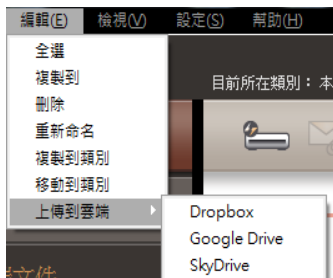 編輯(E) 檢視(V) 設定(S) 幫助(H)
全選
複製到
目前所在類別： 本
刪除
重新命名
複製到類別
移動到類別
上傳到雲端
Dropbox
Google Drive
SkyDrive
文件